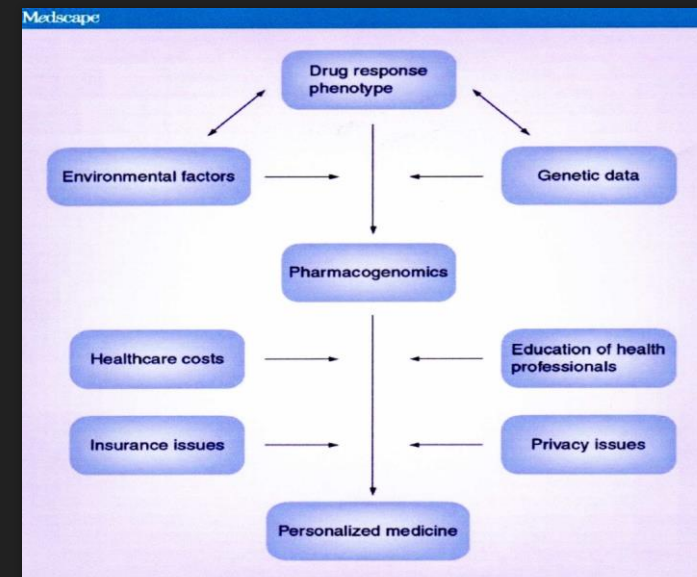 Medscape
Drug response
phenotype
Environmental factors
Genetic data
Pharmacogenomics
Healthcare costs
Education of health
professionals
Insurance issues
Privacy issues
Personalized medicine